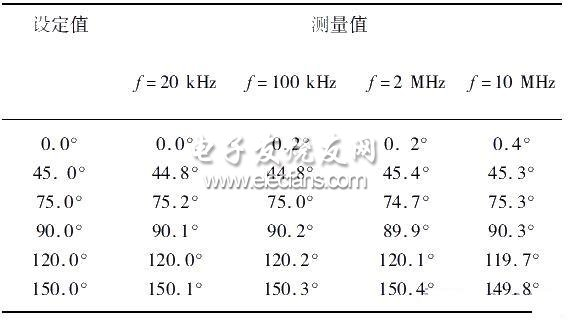 设定值 测量值
f=20 kHz f=100 kHz f=2 MHz f=10 MHz
0.0° 0.0° 0.2° 0.2° 0.4°
45.0° 44.8° 44.8° 45.4° 45.3°
75.0° 75.2° 75.0° 74.7° 75.3°
90.0° 90.1° 90.2° 89.9° 90.3°
120.0° 120.0° 120.2° 120.1° 119.7°
150.0° 150.1° 150.3° 150.4° 149.8°
电子发烧友网
www.elecfans.com